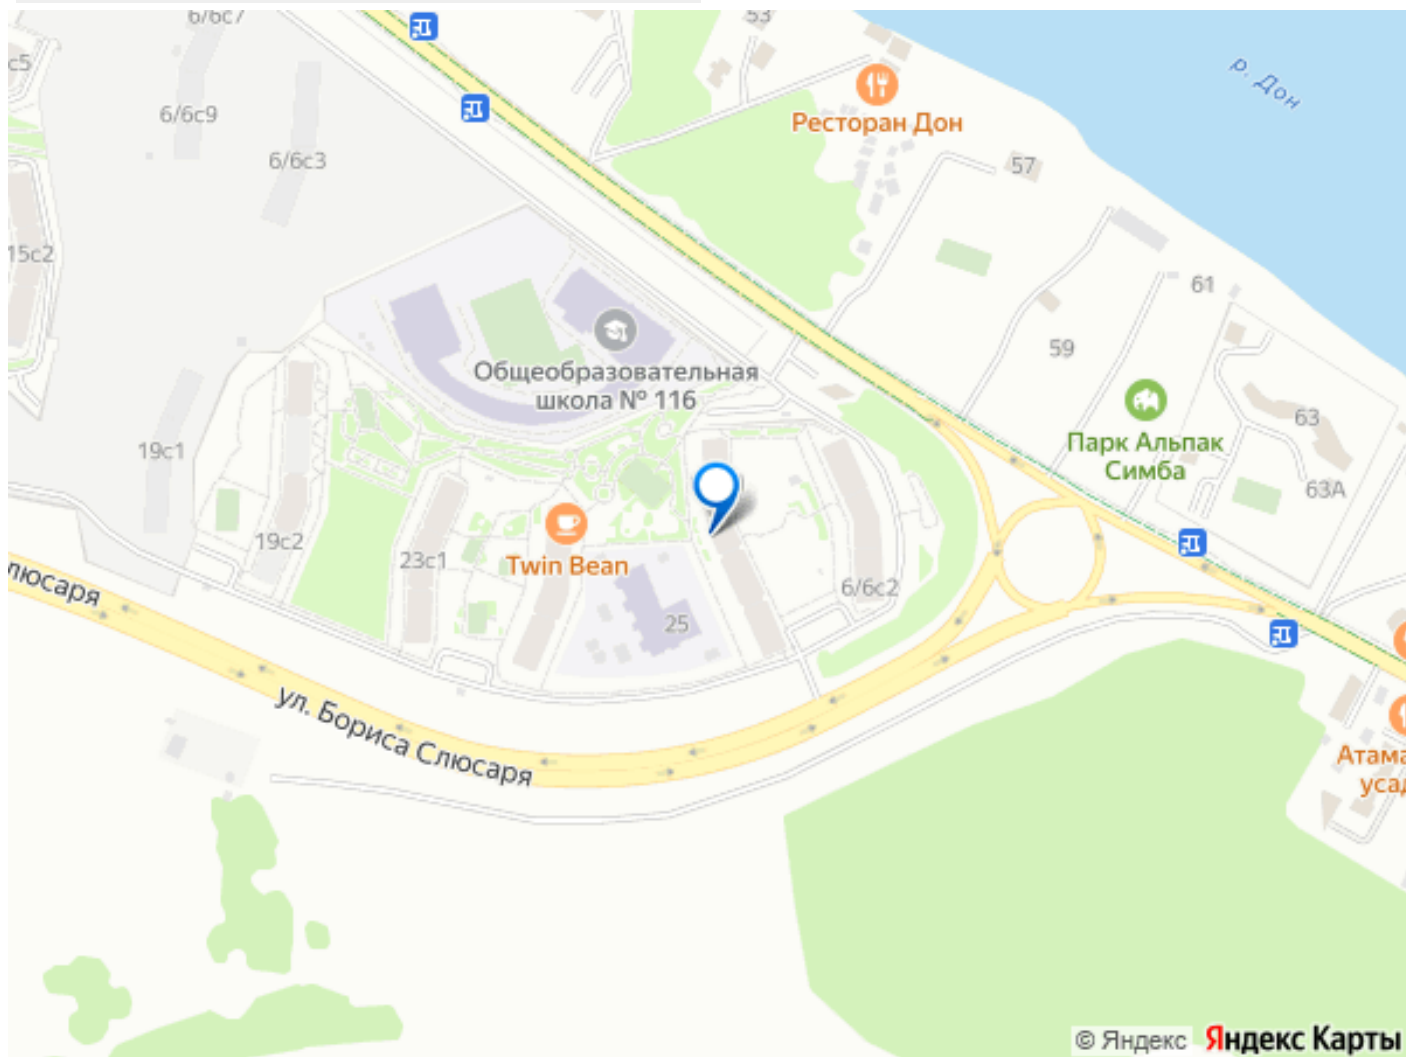 6/6с7
53
с5
р. Дон
6/6с9
Ресторан Дон
6/6с3
57
15с2
61
59
Общеобразовательная
школа № 116
63
Парк Альпак
Симба
19с1
63А
19с2
23с1
Twin Bean
6/6с2
25
люсаря
ул. Бориса Слюсаря
Атама
усад
© Яндекс
Яндекс Карты